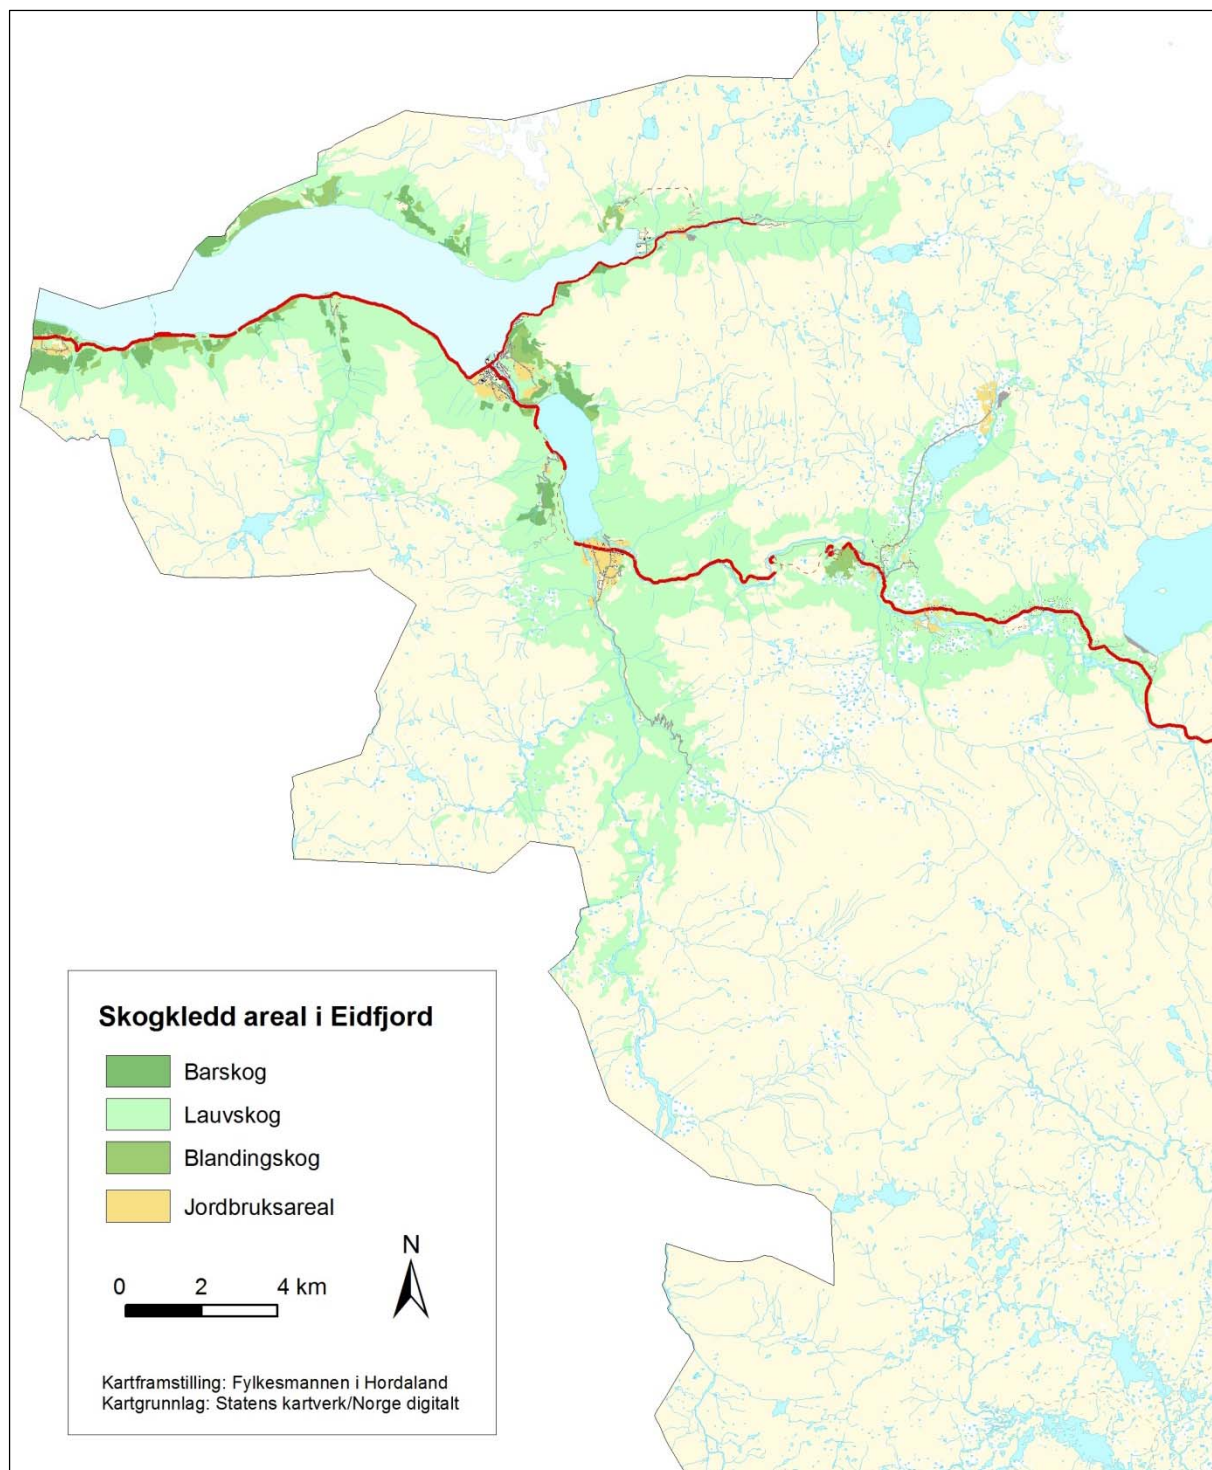 Skogkledd areal i Eidfjord
Barskog
Lauvskog
Blandingskog
Jordbruksareal
N
0 2 4 km
Kartframstilling: Fylkesmannen i Hordaland
Kartgrunnlag: Statens kartverk/Norge digitalt